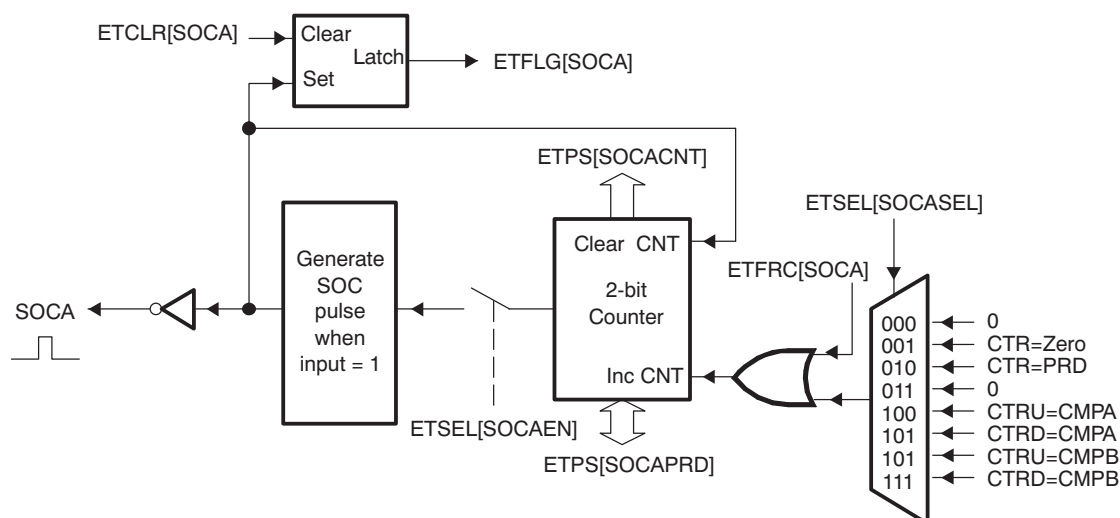 ETCLR[SOCA]
Clear
Latch
Set
ETFLG[SOCA]
ETPS[SOCACNT]
ETSEL[SOCASEL]
Generate
SOC
pulse
when
input = 1
Clear CNT
2-bit
Counter
Inc CNT
ETFRC[SOCA]
SOCA
ETSEL[SOCAEN]
ETPS[SOCAPRD]
000 0
001 CTR=Zero
010 CTR=PRD
011 0
100 CTRU=CMPA
101 CTRD=CMPA
101 CTRU=CMPB
111 CTRD=CMPB